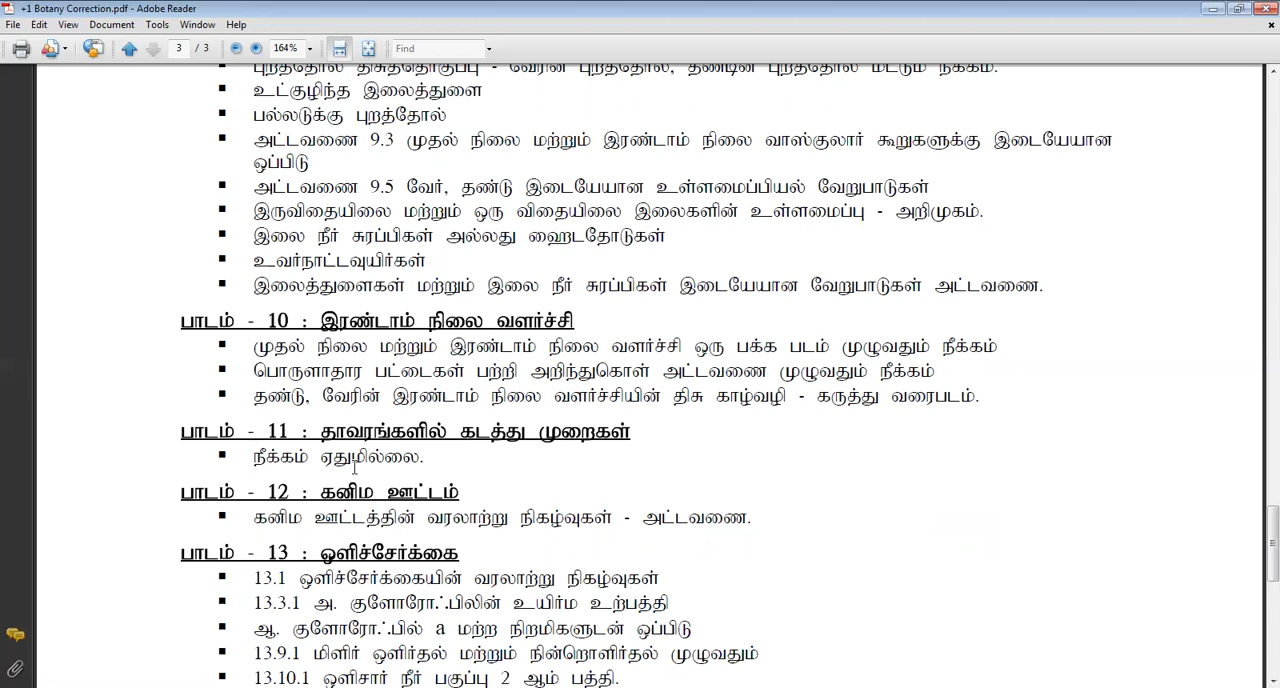 +1 Botany Correction.pdf - Adobe Reader
File Edit View Document Tools Window Help
3 / 3 164% Find
புறத்தோல் திசுத்தொகுப்பு - வேரின் புறத்தோல், தண்டின் புறத்தோல் மட்டும் நீக்கம்.
▪ உட்குழிந்த இலைத்துளை
▪ பல்லடுக்கு புறத்தோல்
▪ அட்டவணை 9.3 முதல் நிலை மற்றும் இரண்டாம் நிலை வாஸ்குலார் கூறுகளுக்கு இடையேயான
ஒப்பிடு
▪ அட்டவணை 9.5 வேர், தண்டு இடையேயான உள்ளமைப்பியல் வேறுபாடுகள்
▪ இருவிதையிலை மற்றும் ஒரு விதையிலை இலைகளின் உள்ளமைப்பு - அறிமுகம்.
▪ இலை நீர் சுரப்பிகள் அல்லது ஹைடதோடுகள்
▪ உவர்நாட்டவுயிர்கள்
▪ இலைத்துளைகள் மற்றும் இலை நீர் சுரப்பிகள் இடையேயான வேறுபாடுகள் அட்டவணை.
பாடம் - 10 : இரண்டாம் நிலை வளர்ச்சி
▪ முதல் நிலை மற்றும் இரண்டாம் நிலை வளர்ச்சி ஒரு பக்க படம் முழுவதும் நீக்கம்
▪ பொருளாதார பட்டைகள் பற்றி அறிந்துகொள் அட்டவணை முழுவதும் நீக்கம்
▪ தண்டு, வேரின் இரண்டாம் நிலை வளர்ச்சியின் திசு காழ்வழி - கருத்து வரைபடம்.
பாடம் - 11 : தாவரங்களில் கடத்து முறைகள்
▪ நீக்கம் ஏதுமில்லை.
பாடம் - 12 : கனிம ஊட்டம்
▪ கனிம ஊட்டத்தின் வரலாற்று நிகழ்வுகள் - அட்டவணை.
பாடம் - 13 : ஒளிச்சேர்க்கை
▪ 13.1 ஒளிச்சேர்க்கையின் வரலாற்று நிகழ்வுகள்
▪ 13.3.1 அ. குளோரோஃபிலின் உயிர்ம உற்பத்தி
▪ ஆ. குளோரோஃபில் a மற்ற நிறமிகளுடன் ஒப்பிடு
▪ 13.9.1 மிளிர் ஒளிர்தல் மற்றும் நின்றொளிர்தல் முழுவதும்
▪ 13.10.1 ஒளிசார் நீர் பகுப்பு 2 ஆம் பத்தி.